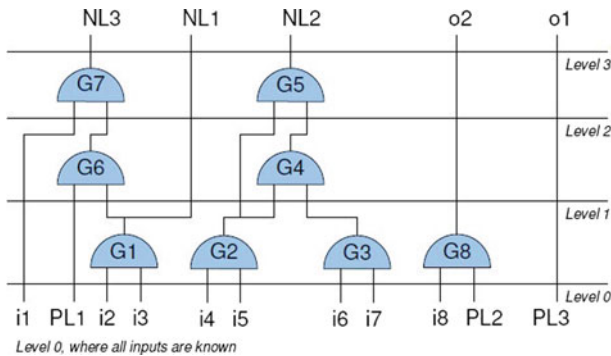 NL3 NL1 NL2 o2 o1
Level 3
G7 G5
Level 2
G6 G4
Level 1
G1 G2 G3 G8
Level 0
i1 PL1 i2 i3 i4 i5 i6 i7 i8 PL2 PL3
Level 0, where all inputs are known